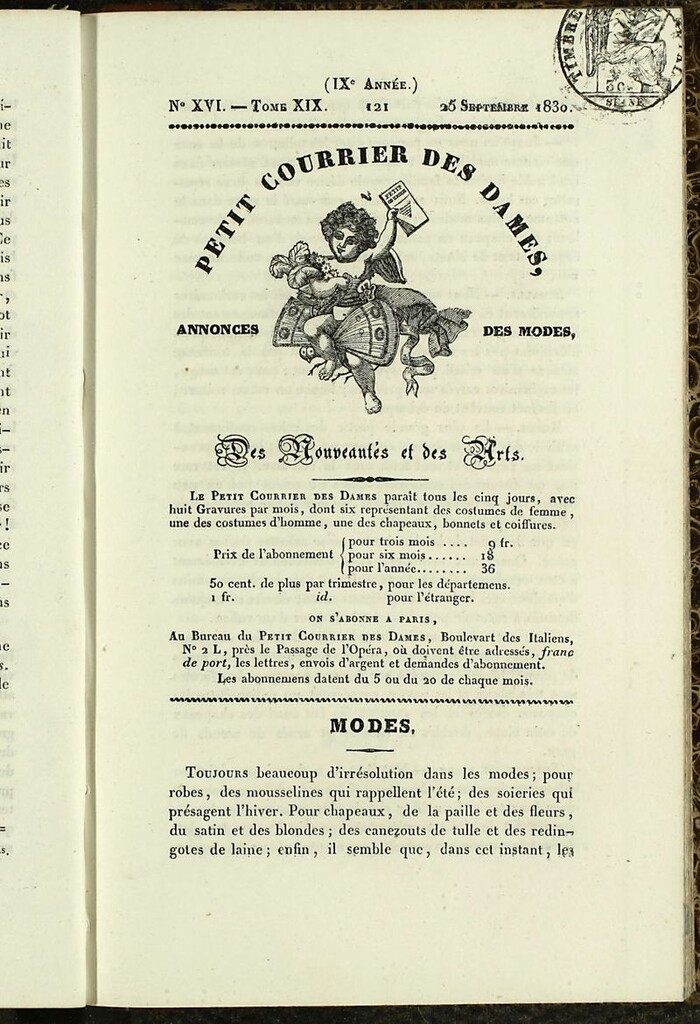 (IXe Année.)
No XVI. — Tome XIX. 121 25 Septembre 1830.
TIMBRE
50c.
SEINE
PETIT COURRIER DES DAMES,
PETIT
ANNONCES DES MODES,
Des Nouveautés et des Arts.
Le Petit Courrier des Dames paraît tous les cinq jours, avec
huit Gravures par mois, dont six représentant des costumes de femme,
une des costumes d'homme, une des chapeaux, bonnets et coiffures.
Prix de l'abonnement { pour trois mois .... 9 fr.
pour six mois...... 18
pour l'année........ 36
50 cent. de plus par trimestre, pour les départemens.
1 fr. id. pour l'étranger.
ON S'ABONNE A PARIS,
Au Bureau du Petit Courrier des Dames, Boulevart des Italiens,
No 2 L, près le Passage de l'Opéra, où doivent être adressés, franc
de port, les lettres, envois d'argent et demandes d'abonnement.
Les abonnemens datent du 5 ou du 20 de chaque mois.
MODES.
Toujours beaucoup d'irrésolution dans les modes; pour
robes, des mousselines qui rappellent l'été; des soieries qui
présagent l'hiver. Pour chapeaux, de la paille et des fleurs,
du satin et des blondes; des canezouts de tulle et des redin-
gotes de laine; enfin, il semble que, dans cet instant, les